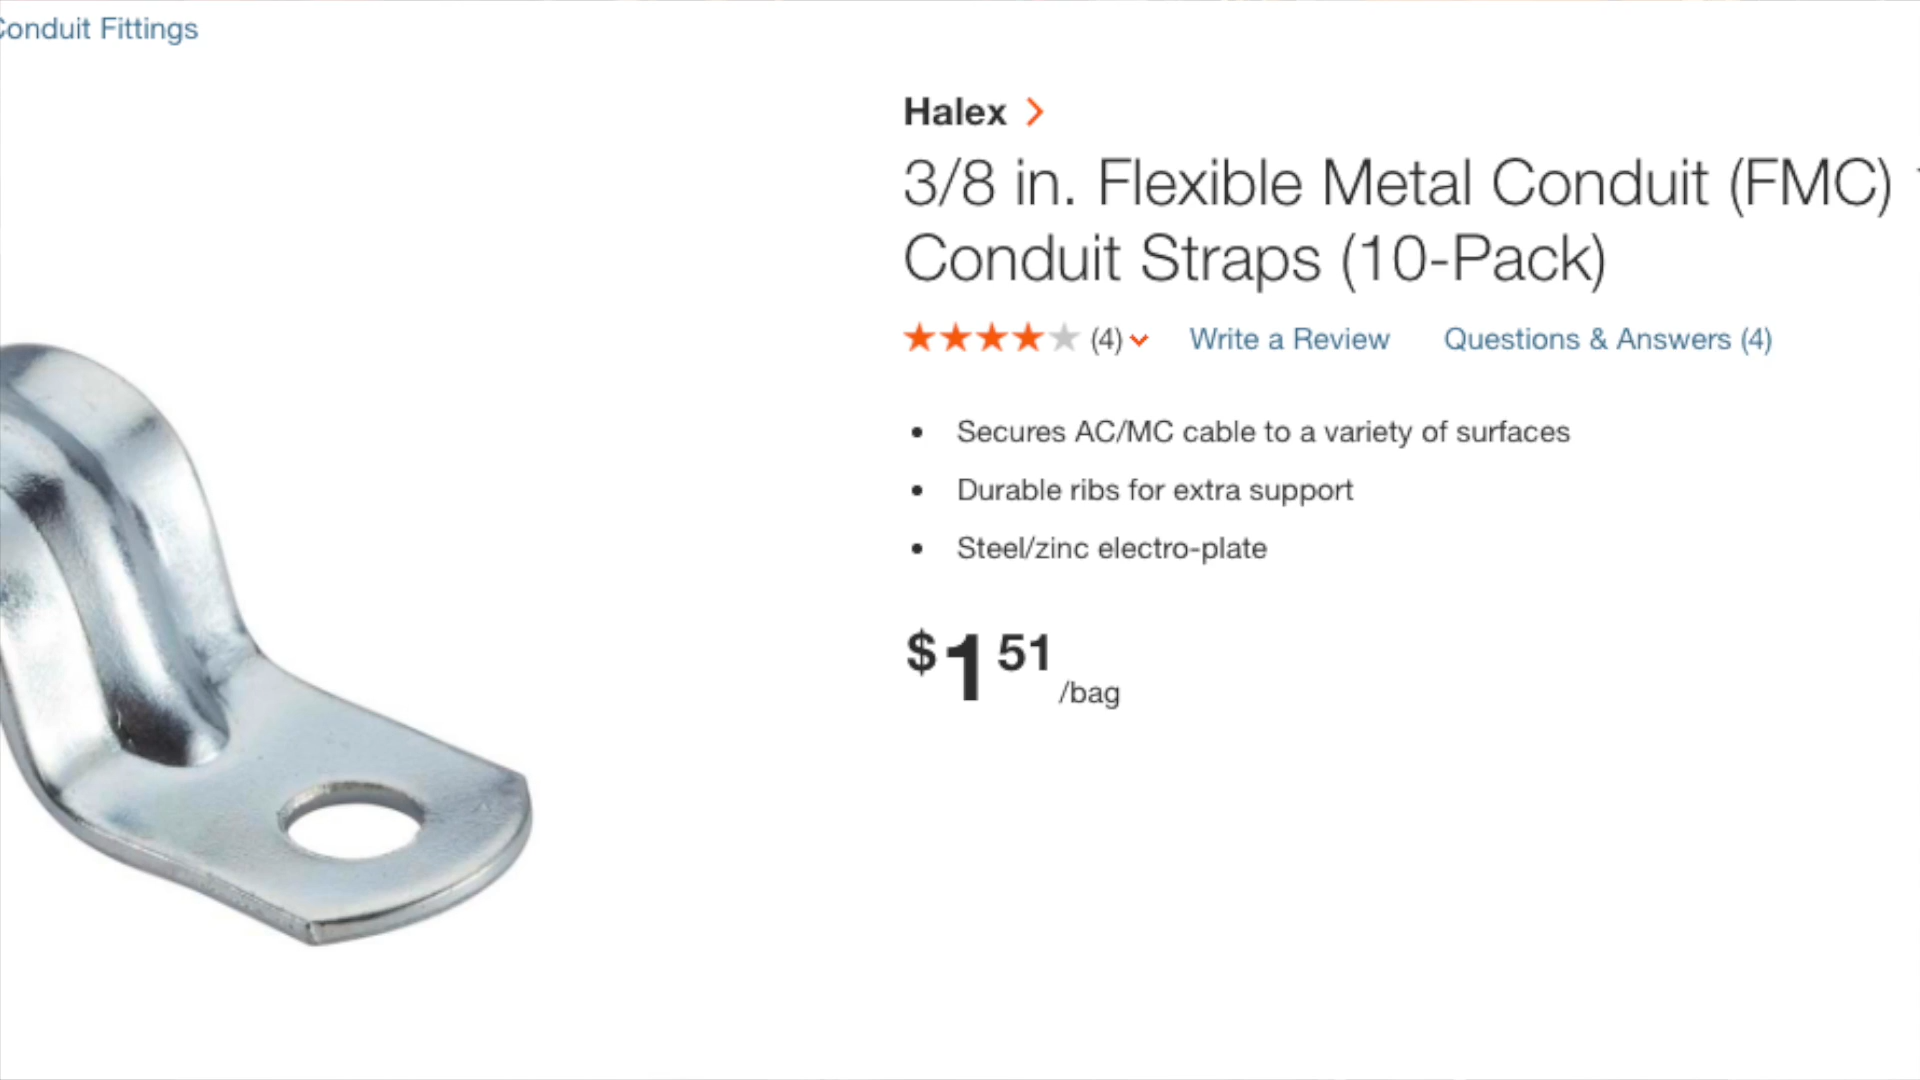 Conduit Fittings
Halex
3/8 in. Flexible Metal Conduit (FMC)
Conduit Straps (10-Pack)
(4) Write a Review Questions & Answers (4)
• Secures AC/MC cable to a variety of surfaces
• Durable ribs for extra support
• Steel/zinc electro-plate
$1 51 /bag